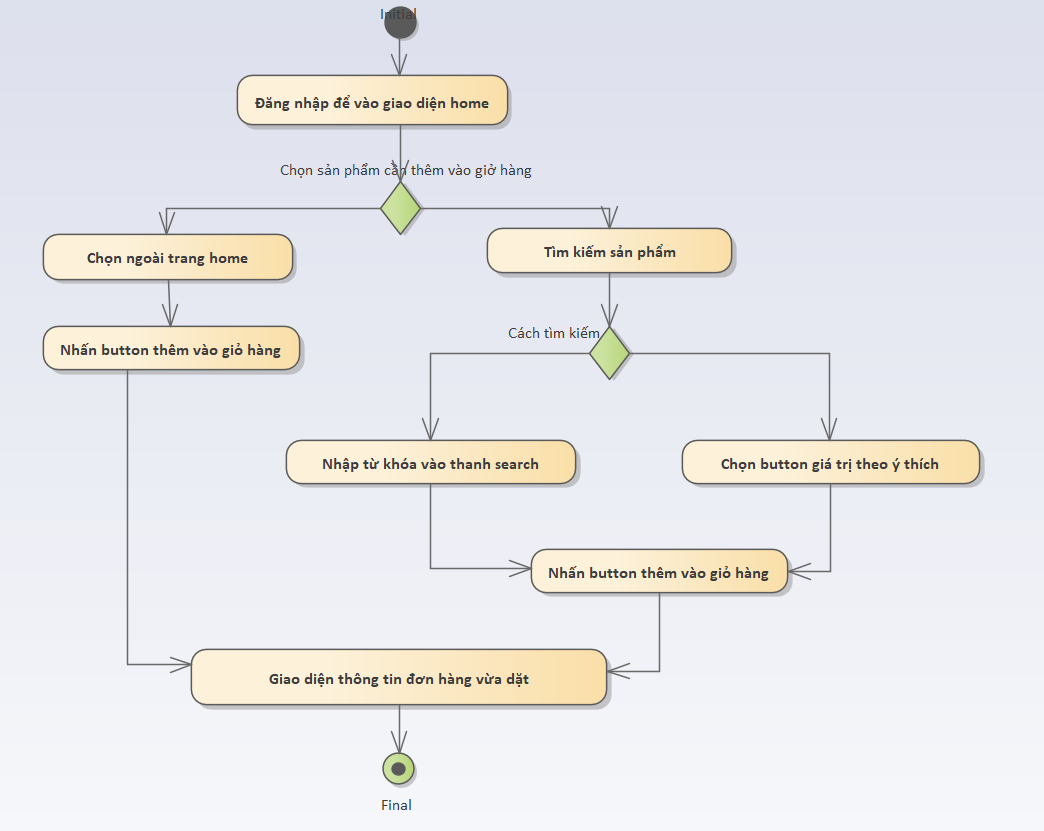 Initial
Đăng nhập để vào giao diện home
Chọn sản phẩm cần thêm vào giở hàng
Chọn ngoài trang home
Tìm kiếm sản phẩm
Cách tìm kiếm
Nhấn button thêm vào giỏ hàng
Nhập từ khóa vào thanh search
Chọn button giá trị theo ý thích
Nhấn button thêm vào giỏ hàng
Giao diện thông tin đơn hàng vừa dặt
Final